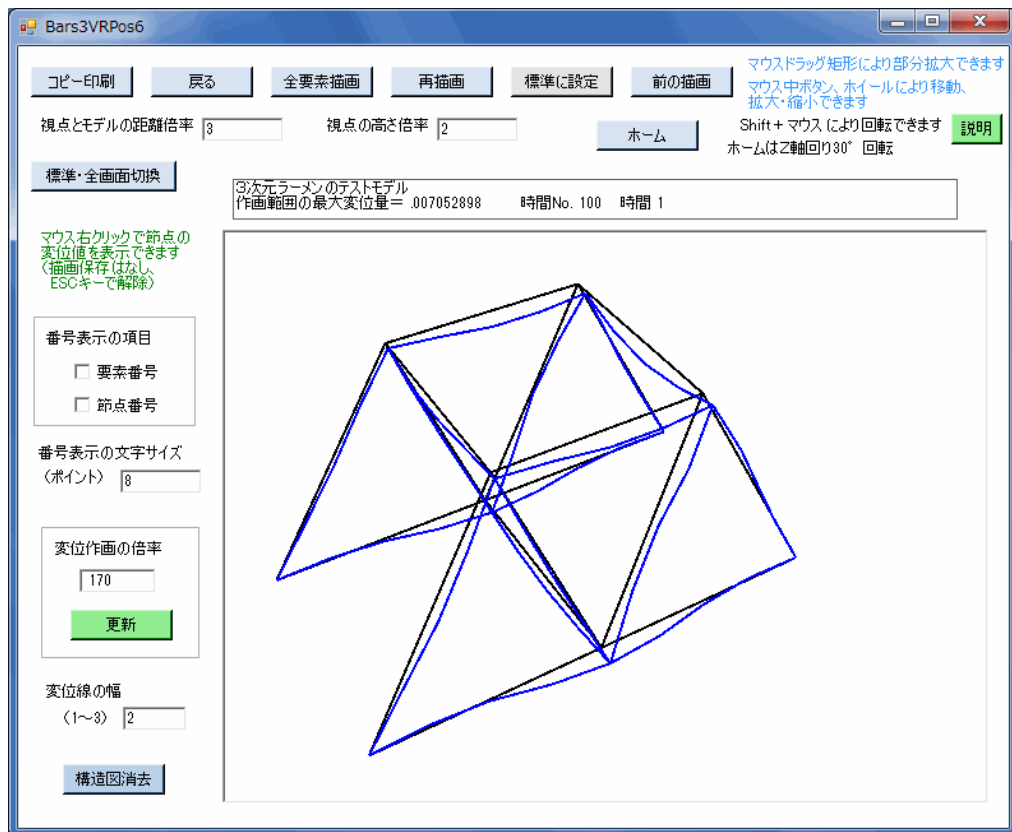 Bars3VRPos6
コピー印刷
戻る
全要素描画
再描画
標準に設定
前の描画
マウスドラッグ矩形により部分拡大できます
マウス中ボタン、ホイールにより移動、
拡大・縮小できます
視点とモデルの距離倍率 3
視点の高さ倍率 2
ホーム
Shift + マウス により回転できます
説明
ホームはZ軸回り30° 回転
標準・全画面切換
3次元ラーメンのテストモデル
作画範囲の最大変位量＝ .007052898 時間No. 100 時間 1
マウス右クリックで節点の
変位値を表示できます
（描画保存はなし、
ESCキーで解除）
番号表示の項目
要素番号
節点番号
番号表示の文字サイズ
（ポイント） 8
変位作画の倍率
170
更新
変位線の幅
（1～3） 2
構造図消去